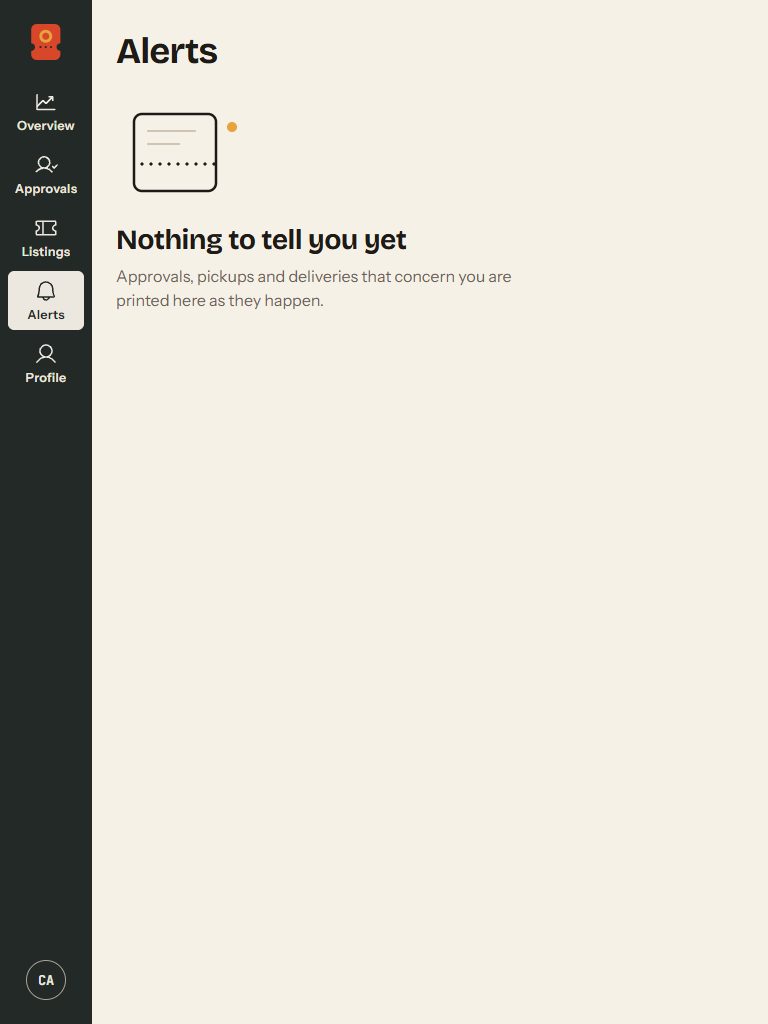 Alerts
Overview
Approvals
Listings
Alerts
Profile
Nothing to tell you yet
Approvals, pickups and deliveries that concern you are
printed here as they happen.
CA